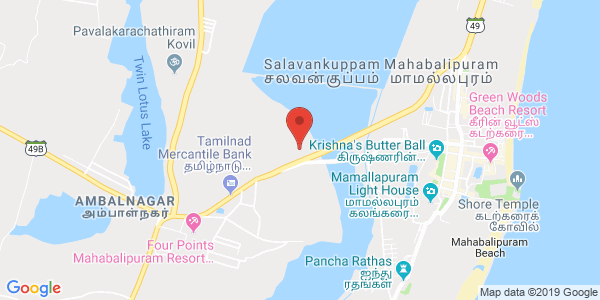 Pavalakarachathiram
Kovil
Twin Lotus Lake
49B
AMBALNAGAR
அம்பாள்நகர்
Tamilnad
Mercantile Bank
தமிழ்நாடு...
Four Points
Mahabalipuram Resort...
Salavankuppam
சலவன்குப்பம்
Mahabalipuram
மாமல்லபுரம்
49
Green Woods
Beach Resort
கீரின் வூட்ஸ்
கடற்கரை...
Krishna's Butter Ball
கிருஷ்ணரின்...
Mamallapuram
Light House
மாமல்லபுரம்
கலங்கரை...
Shore Temple
கடற்கரைக்
கோவில்
Mahabalipuram
Beach
Pancha Rathas
ஐந்து
ரதங்கள்
Google
Map data ©2019 Google